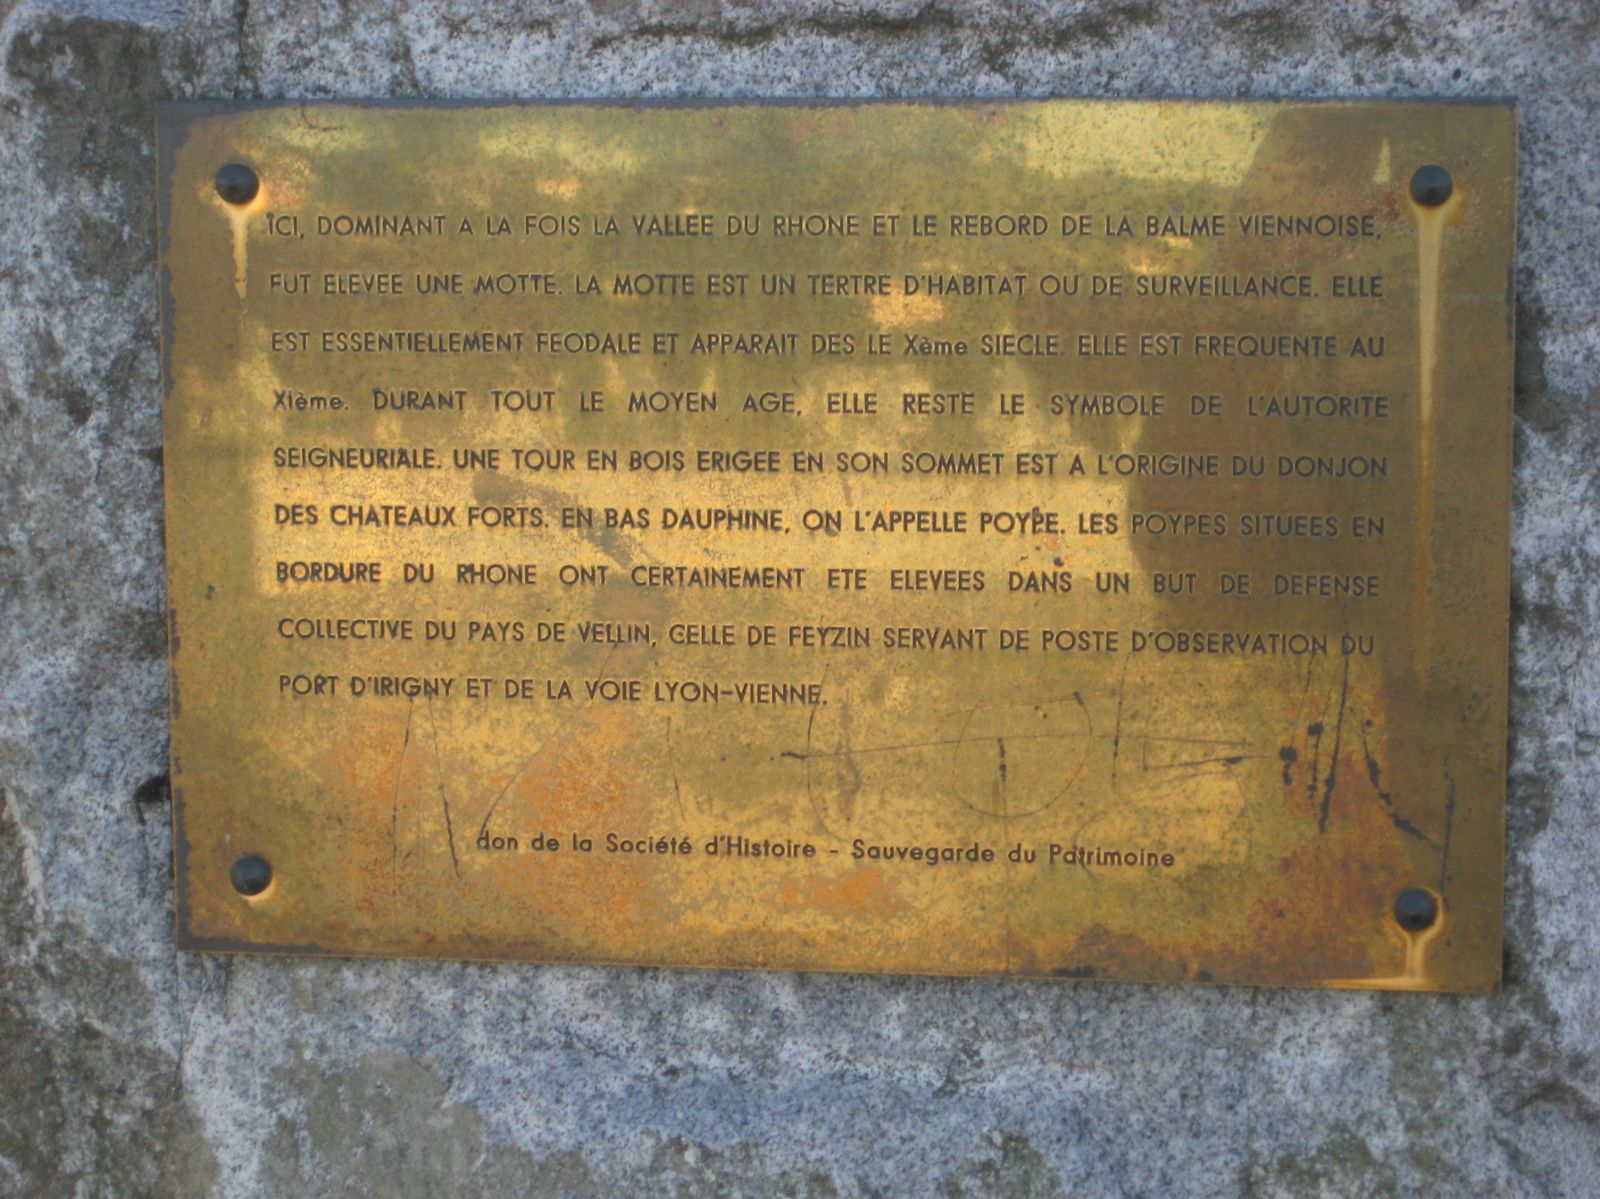 ICI, DOMINANT A LA FOIS LA VALLEE DU RHONE ET LE REBORD DE LA BALME VIENNOISE,
FUT ELEVEE UNE MOTTE. LA MOTTE EST UN TERTRE D'HABITAT OU DE SURVEILLANCE. ELLE
EST ESSENTIELLEMENT FEODALE ET APPARAIT DES LE Xème SIECLE. ELLE EST FREQUENTE AU
XIème. DURANT TOUT LE MOYEN AGE, ELLE RESTE LE SYMBOLE DE L'AUTORITE
SEIGNEURIALE. UNE TOUR EN BOIS ERIGEE EN SON SOMMET EST A L'ORIGINE DU DONJON
DES CHATEAUX FORTS. EN BAS DAUPHINE, ON L'APPELLE POYPE. LES POYPES SITUEES EN
BORDURE DU RHONE ONT CERTAINEMENT ETE ELEVEES DANS UN BUT DE DEFENSE
COLLECTIVE DU PAYS DE VELLIN, CELLE DE FEYZIN SERVANT DE POSTE D'OBSERVATION DU
PORT D'IRIGNY ET DE LA VOIE LYON-VIENNE.
don de la Société d'Histoire - Sauvegarde du Patrimoine